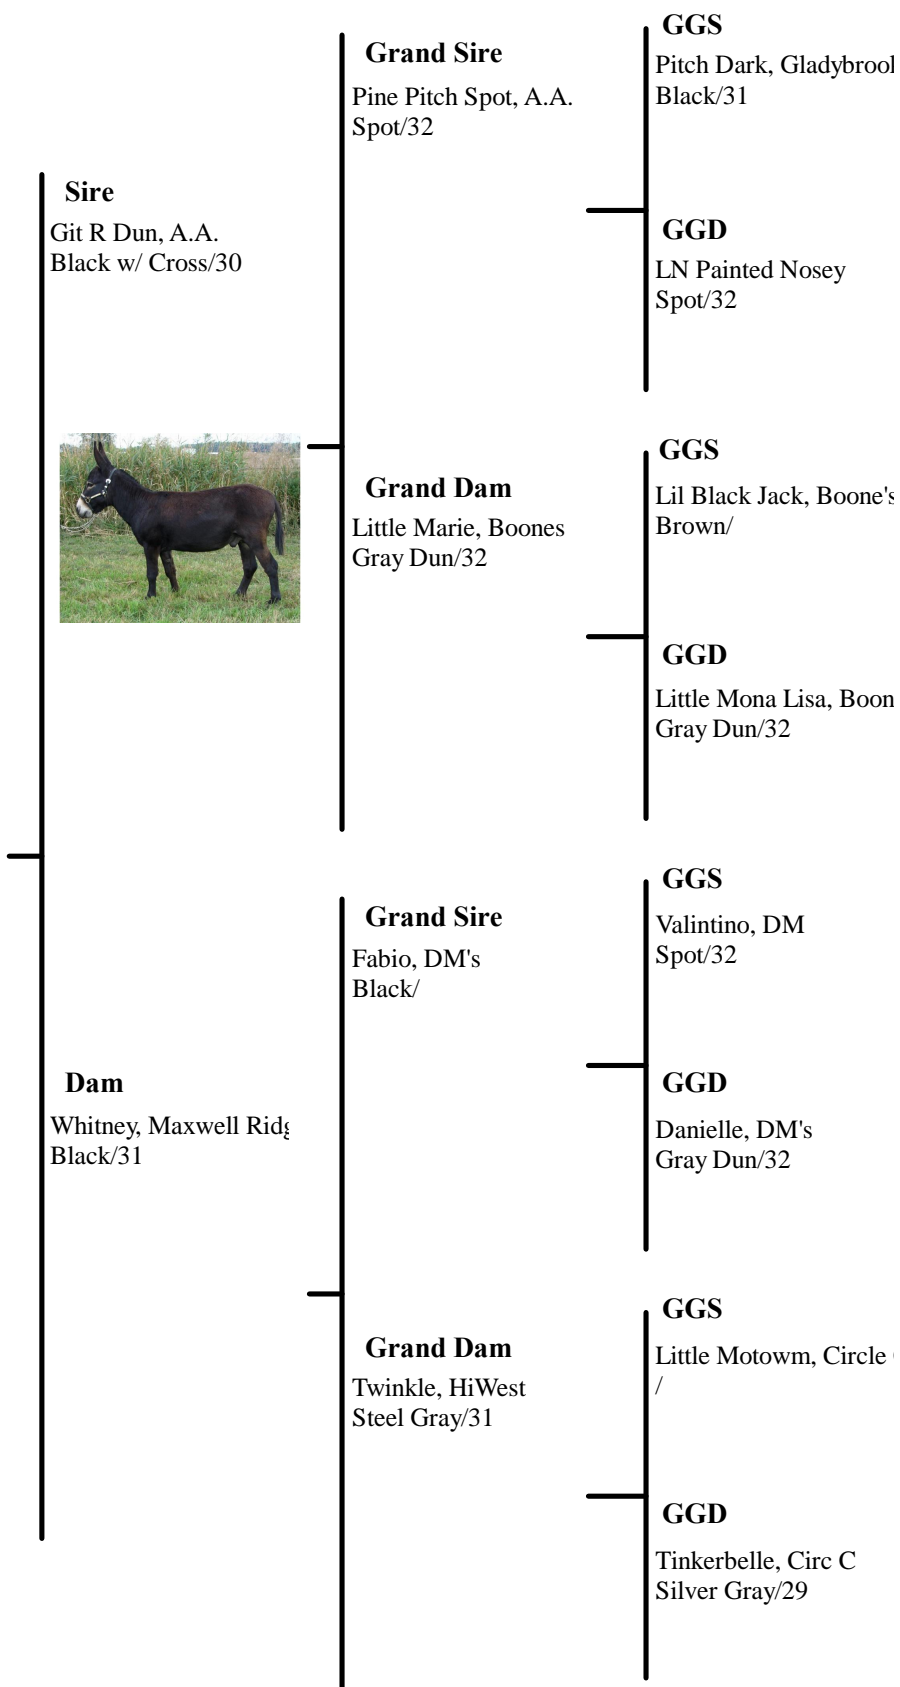 Sire
Git R Dun, A.A.
Black w/ Cross/30
Dam
Whitney, Maxwell
Black/31
Grand Sire
Pine Pitch Spot, A.A.
Spot/32
Grand Dam
Little Marie, Boones
Gray Dun/32
Grand Sire
Fabio, DM's
Black/
Grand Dam
Twinkle, HiWest
Steel Gray/31
GGS
Pitch Dark,
Black/31
GGD
LN Painted Nosey
Spot/32
GGS
Lil Black Jack, Boone's
Brown/
GGD
Little Mona Lisa, Boon
Gray Dun/32
GGS
Valintino, DM
Spot/32
GGD
Danielle, DM's
Gray Dun/32
GGS
Little Motowm, Circle
/
GGD
Tinkerbelle, Circ C
Silver Gray/29